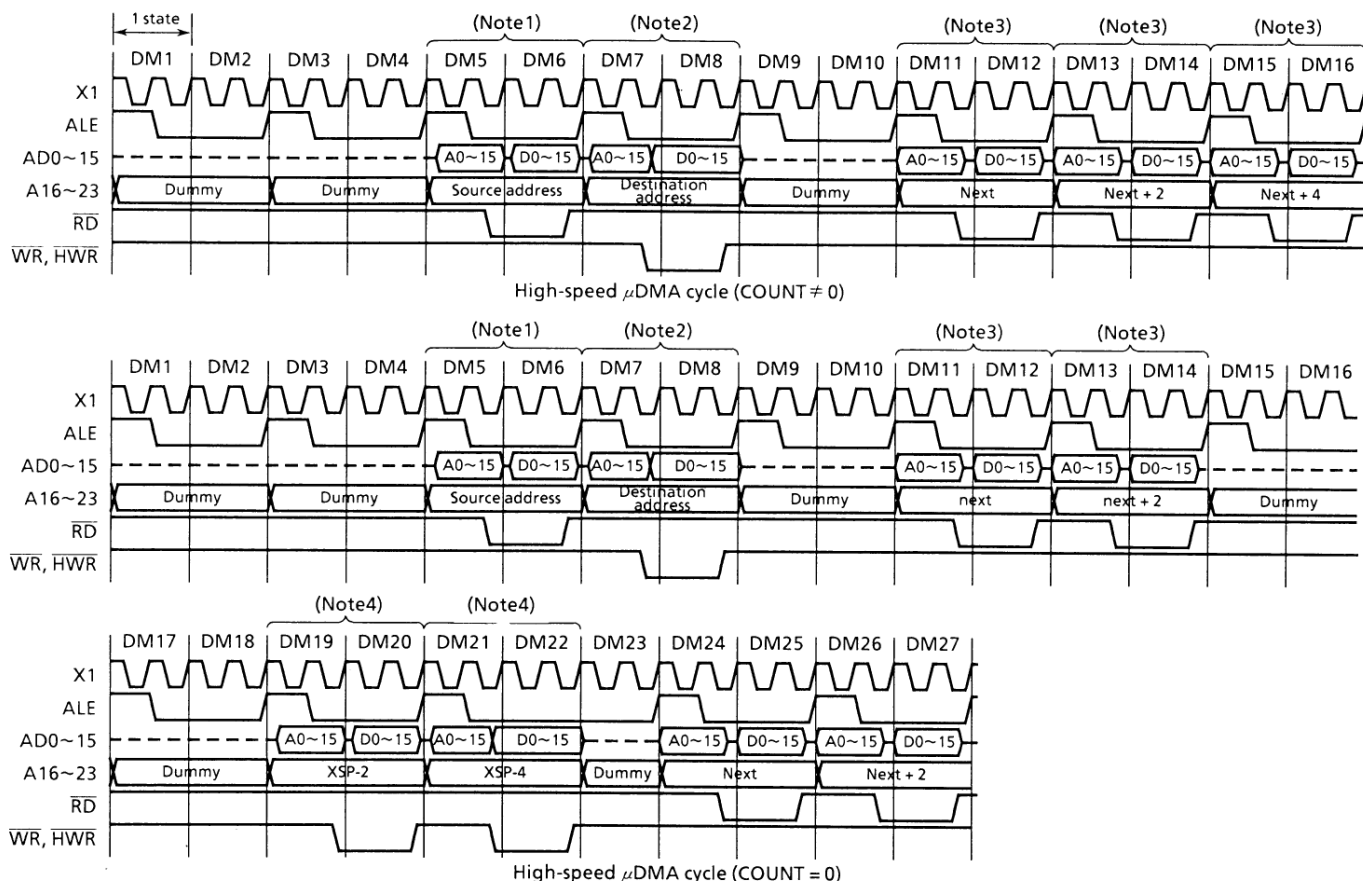 1 state
(Note1) (Note2) (Note3) (Note3) (Note3)
DM1 DM2 DM3 DM4 DM5 DM6 DM7 DM8 DM9 DM10 DM11 DM12 DM13 DM14 DM15 DM16
X1
ALE
AD0~15 A0~15 D0~15 A0~15 D0~15 A0~15 D0~15 A0~15 D0~15 A0~15 D0~15
A16~23 Dummy Dummy Source address Destination address Dummy Next Next + 2 Next + 4
RD
WR, HWR
High-speed μDMA cycle (COUNT ≠ 0)
(Note1) (Note2) (Note3) (Note3)
DM1 DM2 DM3 DM4 DM5 DM6 DM7 DM8 DM9 DM10 DM11 DM12 DM13 DM14 DM15 DM16
X1
ALE
AD0~15 A0~15 D0~15 A0~15 D0~15 A0~15 D0~15 A0~15 D0~15
A16~23 Dummy Dummy Source address Destination address Dummy next next + 2 Dummy
RD
WR, HWR
(Note4) (Note4)
DM17 DM18 DM19 DM20 DM21 DM22 DM23 DM24 DM25 DM26 DM27
X1
ALE
AD0~15 A0~15 D0~15 A0~15 D0~15 A0~15 D0~15 A0~15 D0~15
A16~23 Dummy XSP-2 XSP-4 Dummy Next Next + 2
RD
WR, HWR
High-speed μDMA cycle (COUNT = 0)